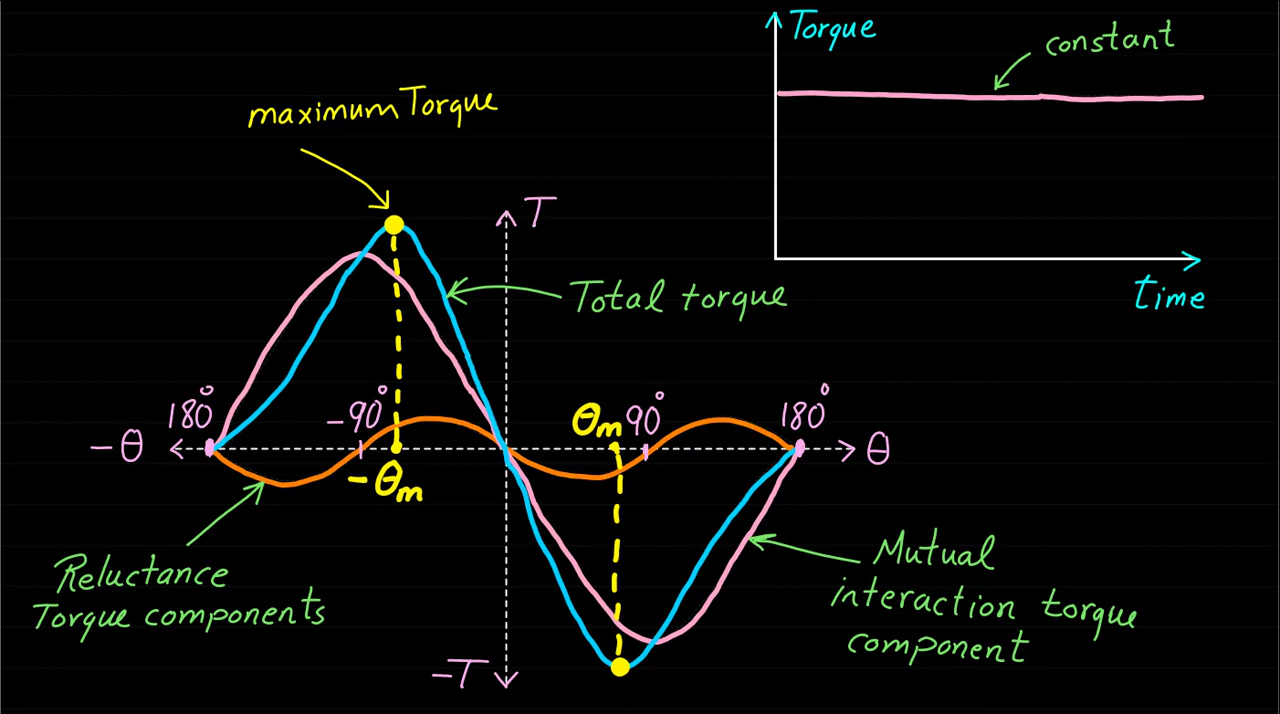 Torque
constant
time
maximum Torque
T
Total torque
180°
-90°
θm
90°
180°
-θ
θ
-θm
Reluctance
Torque components
Mutual
interaction torque
component
-T